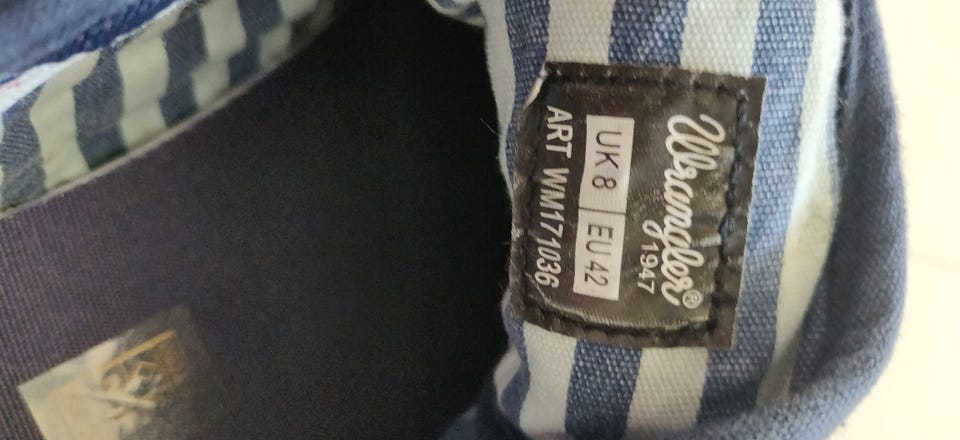 Wrangler®
1947
UK 8 EU 42
ART WM171036